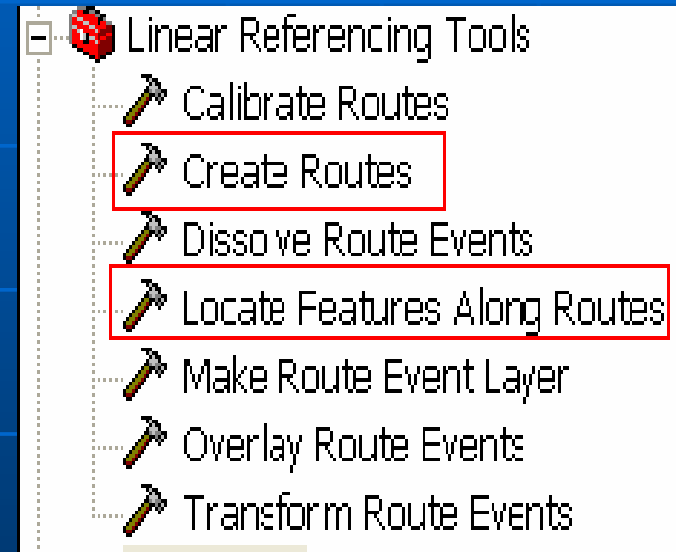 Linear Referencing Tools
Calibrate Routes
Create Routes
Dissolve Route Events
Locate Features Along Routes
Make Route Event Layer
Overlay Route Events
Transform Route Events